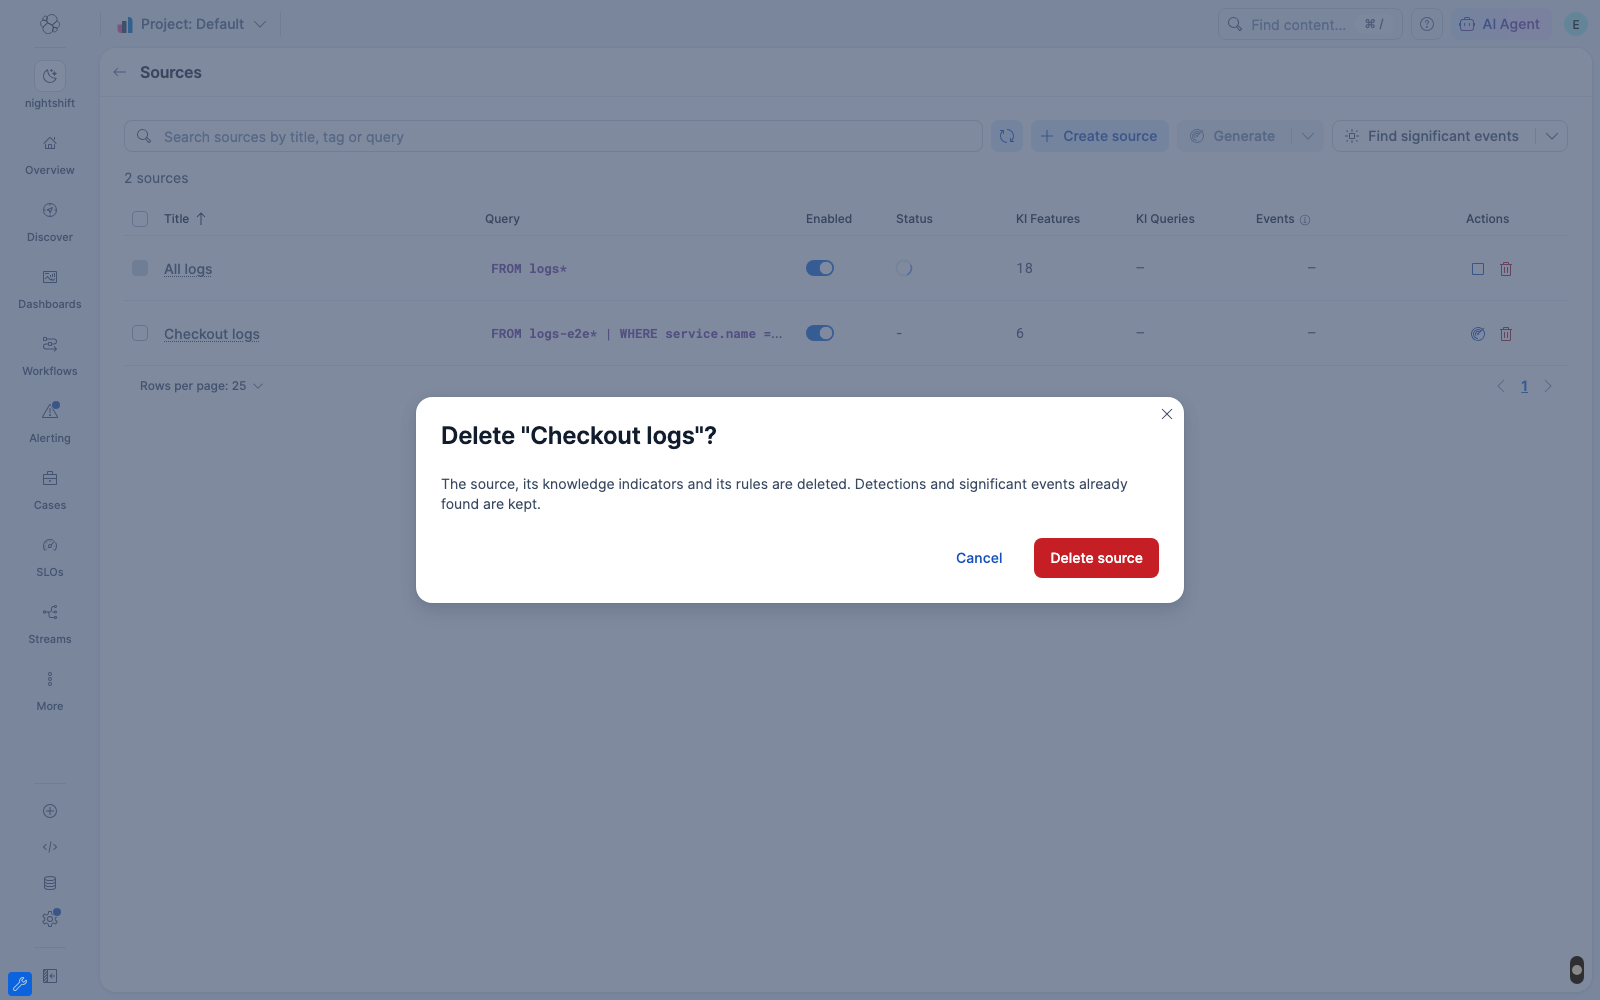 Project: Default
Find content...
⌘ /
AI Agent
E
nightshift
Overview
Discover
Dashboards
Workflows
Alerting
Cases
SLOs
Streams
More
Sources
Search sources by title, tag or query
Create source
Generate
Find significant events
2 sources
Title
Query
Enabled
Status
KI Features
KI Queries
Events
Actions
All logs
FROM logs*
18
—
—
Checkout logs
FROM logs-e2e* | WHERE service.name =...
-
6
—
—
Rows per page: 25
1
Delete "Checkout logs"?
The source, its knowledge indicators and its rules are deleted. Detections and significant events already
found are kept.
Cancel
Delete source